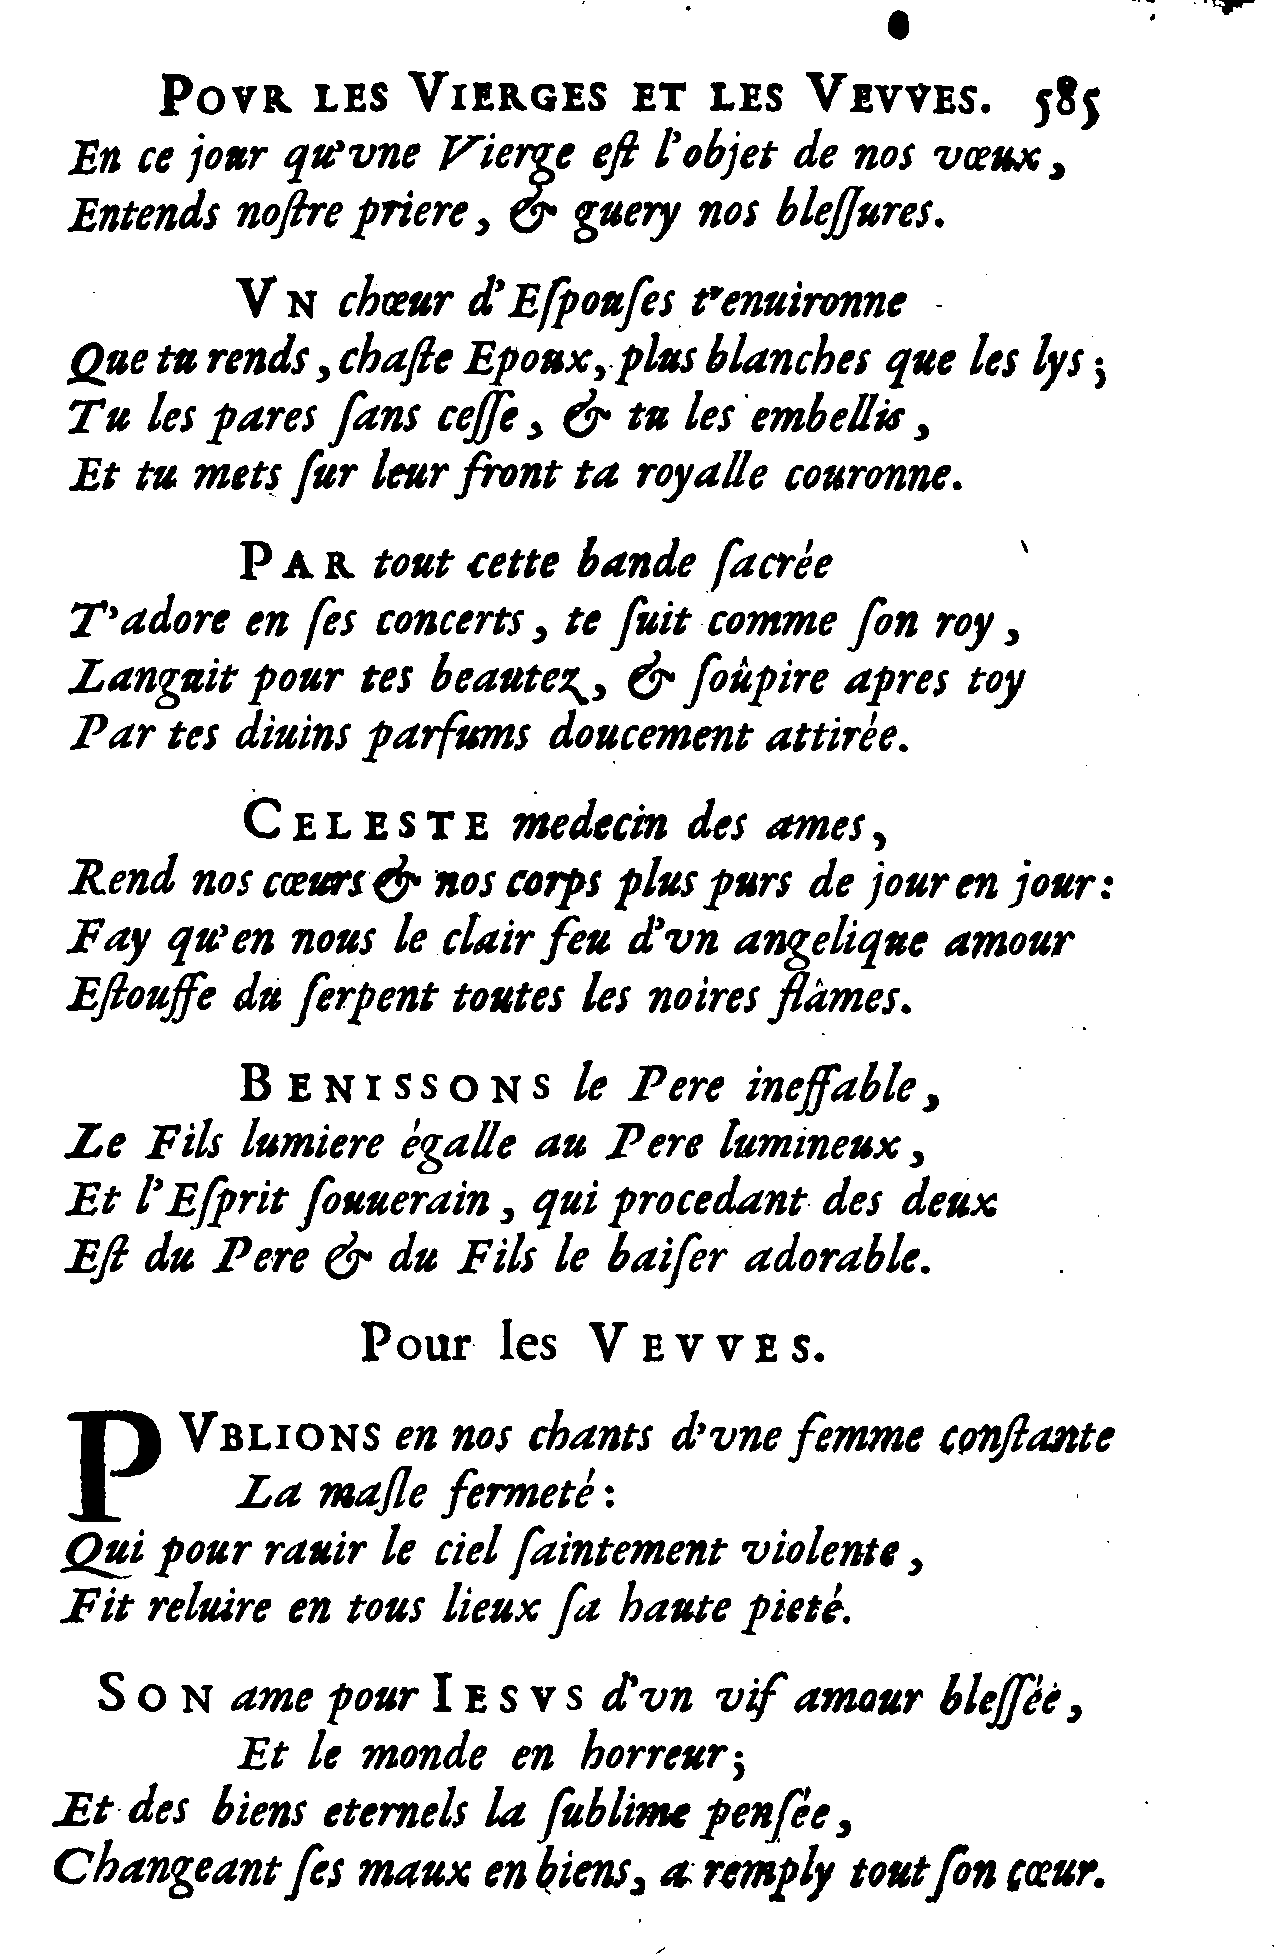 POVR LES VIERGES ET LES VEVVES. 585
En ce jour qu'vne Vierge eſt l'objet de nos vœux,
Entends noſtre priere, & guery nos bleſſures.
VN chœur d'Eſpouſes t'enuironne
Que tu rends, chaſte Epoux, plus blanches que les lys;
Tu les pares ſans ceſſe, & tu les embellis,
Et tu mets ſur leur front ta royalle couronne.
PAR tout cette bande ſacrée
T'adore en ſes concerts, te ſuit comme ſon roy,
Languit pour tes beautez, & ſoûpire apres toy
Par tes diuins parfums doucement attirée.
CELESTE medecin des ames,
Rend nos cœurs & nos corps plus purs de jour en jour:
Fay qu'en nous le clair feu d'vn angelique amour
Eſtouffe du ſerpent toutes les noires flâmes.
BENISSONS le Pere ineffable,
Le Fils lumiere égalle au Pere lumineux,
Et l'Eſprit ſouuerain, qui procedant des deux
Eſt du Pere & du Fils le baiſer adorable.
Pour les VEVVES.
PVBLIONS en nos chants d'vne femme conſtante
La maſle fermeté:
Qui pour rauir le ciel ſaintement violente,
Fit reluire en tous lieux ſa haute pieté.
SON ame pour IESVS d'vn vif amour bleſſéé,
Et le monde en horreur;
Et des biens eternels la ſublime penſée,
Changeant ſes maux en biens, a remply tout ſon cœur.